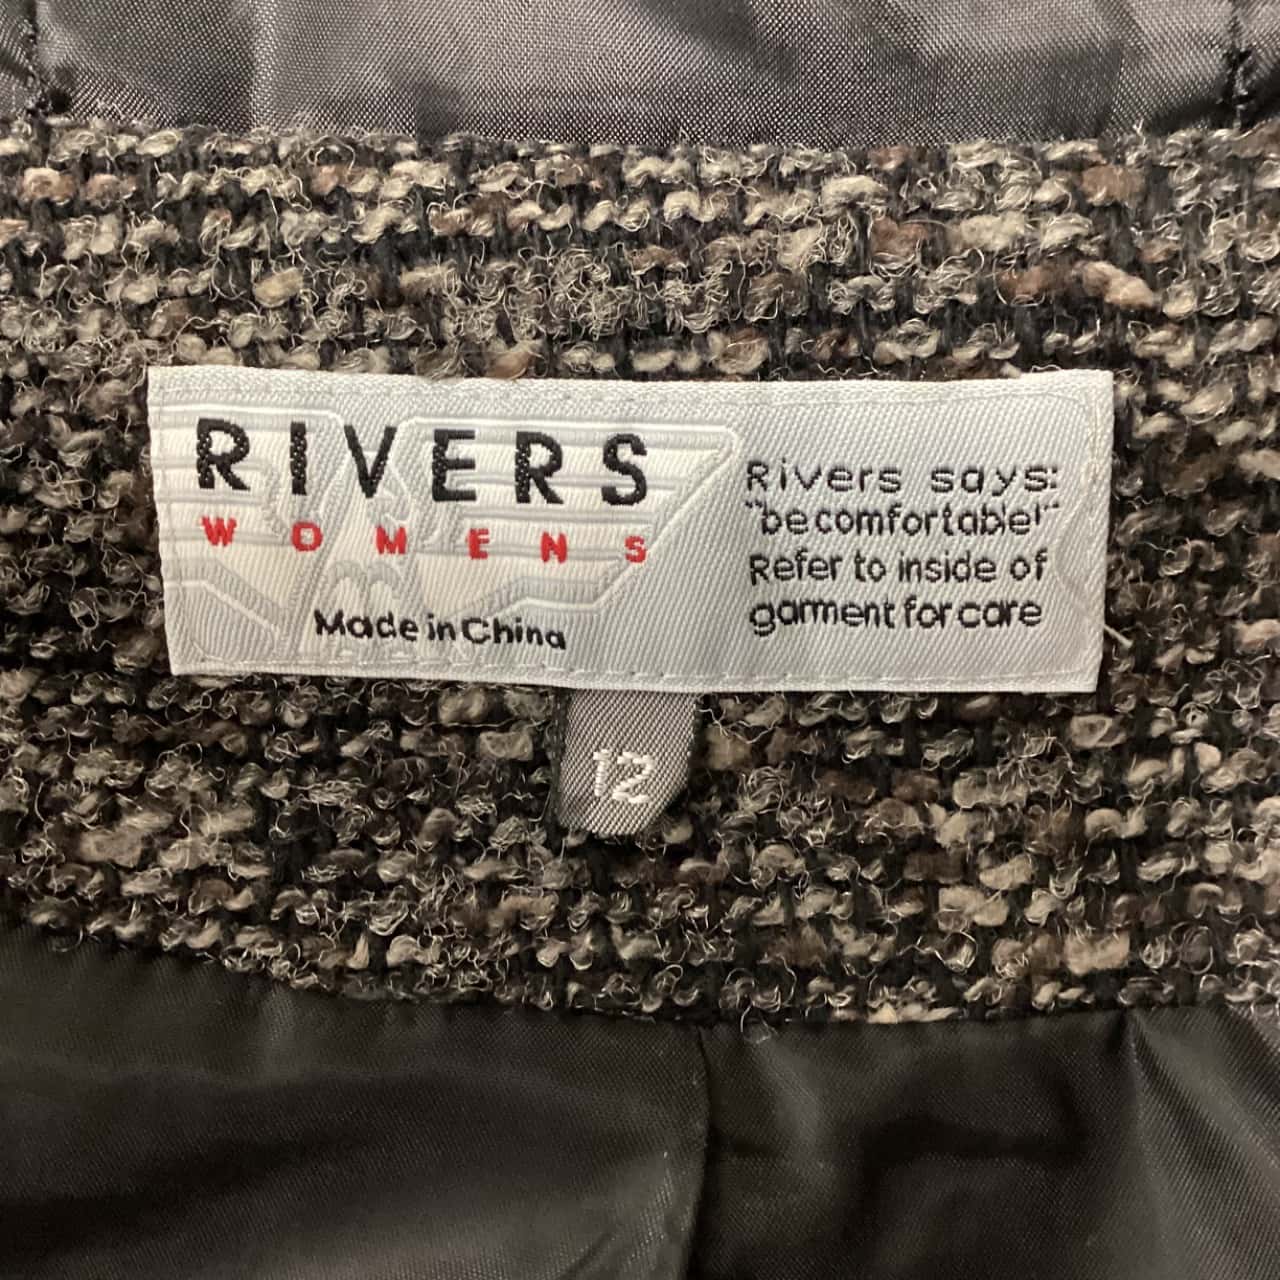 RIVERS
WOMENS
Made in China
Rivers says:
"be comfortable!"
Refer to inside of
garment for care
12